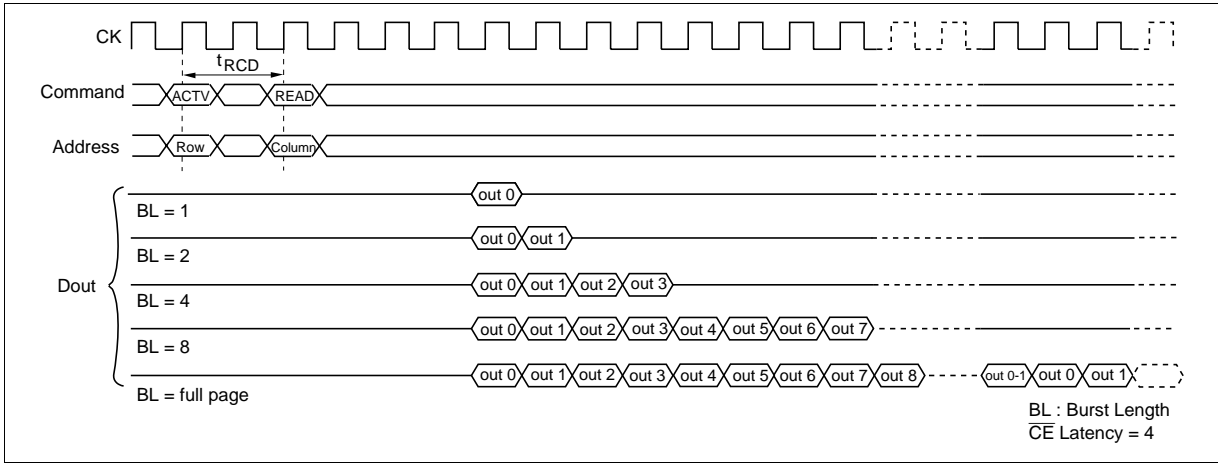 CK
tRCD
Command ACTV READ
Address Row Column
out 0
BL = 1
out 0 out 1
BL = 2
Dout
out 0 out 1 out 2 out 3
BL = 4
out 0 out 1 out 2 out 3 out 4 out 5 out 6 out 7
BL = 8
out 0 out 1 out 2 out 3 out 4 out 5 out 6 out 7 out 8 out 0-1 out 0 out 1
BL = full page
BL : Burst Length
CE Latency = 4